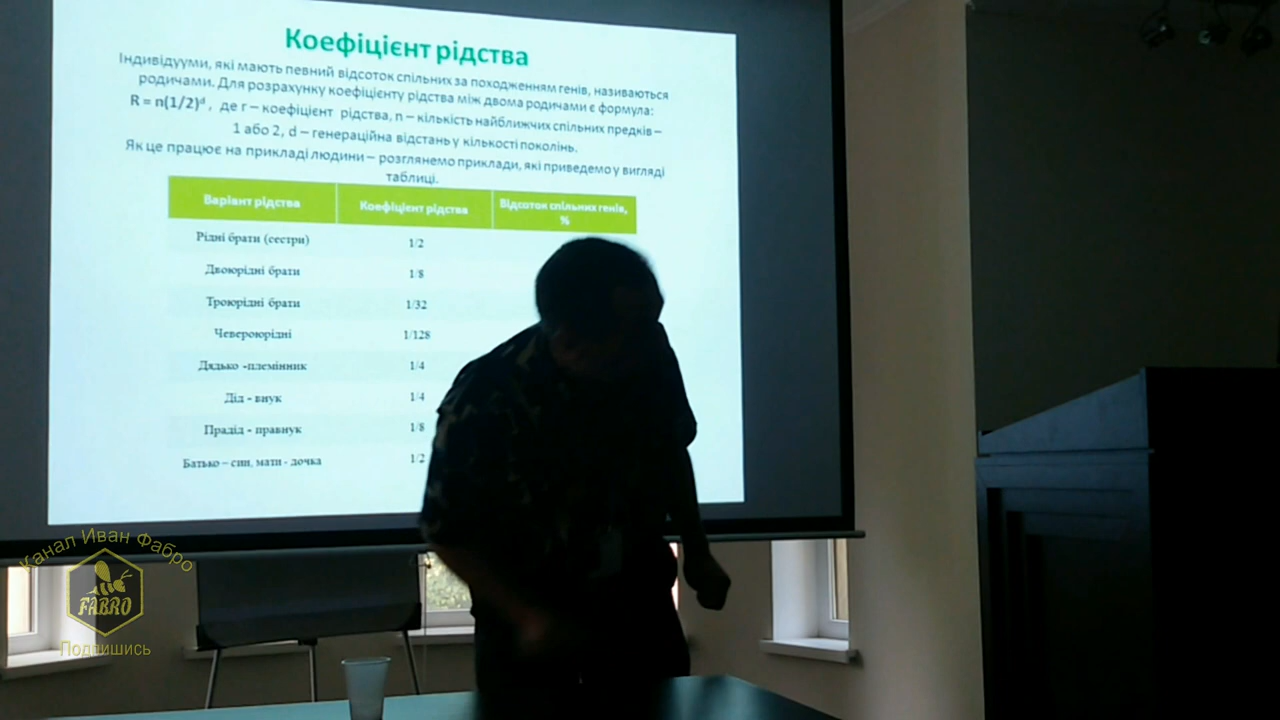 Коефіцієнт рідства
Індивідууми, які мають певний відсоток спільних за походженням генів, називаються
родичами. Для розрахунку коефіцієнту рідства між двома родичами є формула:
R = n(1/2)ᵈ , де r – коефіцієнт рідства, n – кількість найближчих спільних предків –
1 або 2, d – генераційна відстань у кількості поколінь.
Як це працює на прикладі людини – розглянемо приклади, які приведемо у вигляді
таблиці.
Варіант рідства Коефіцієнт рідства Відсоток спільних генів,
%
Рідні брати (сестри) 1/2
Двоюрідні брати 1/8
Троюрідні брати 1/32
Чевероюрідні 1/128
Дядько -племінник 1/4
Дід - внук 1/4
Прадід - правнук 1/8
Батько – син, мати - дочка 1/2
Канал Иван Фабро
FABRO
Подпишись